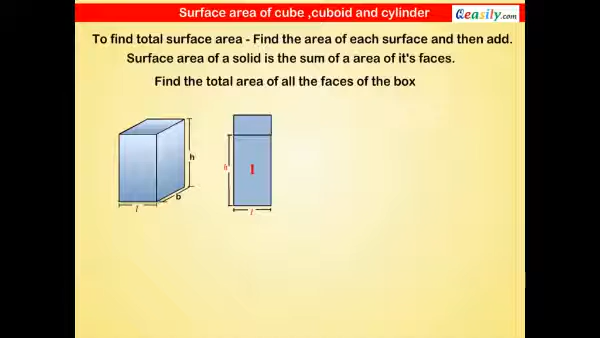 Surface area of cube ,cuboid and cylinder
Qeasily.com
To find total surface area - Find the area of each surface and then add.
Surface area of a solid is the sum of a area of it's faces.
Find the total area of all the faces of the box
h
b
l
h
1
l